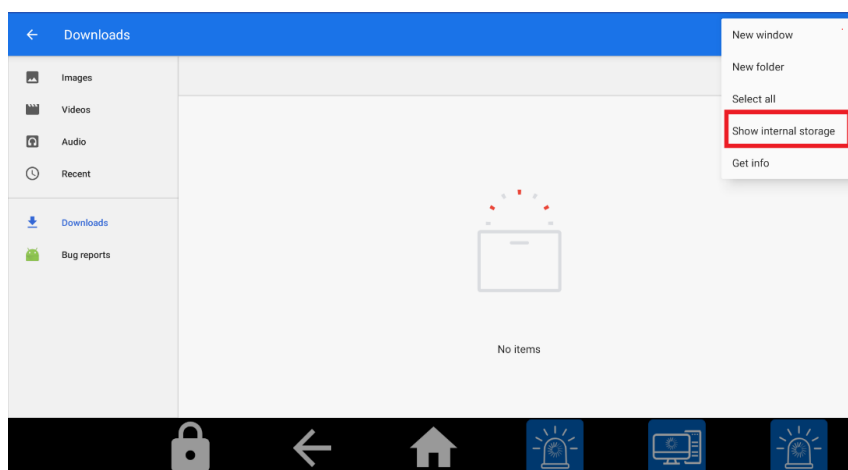 Downloads
New window
New folder
Select all
Show internal storage
Get info
Images
Videos
Audio
Recent
Downloads
Bug reports
No items